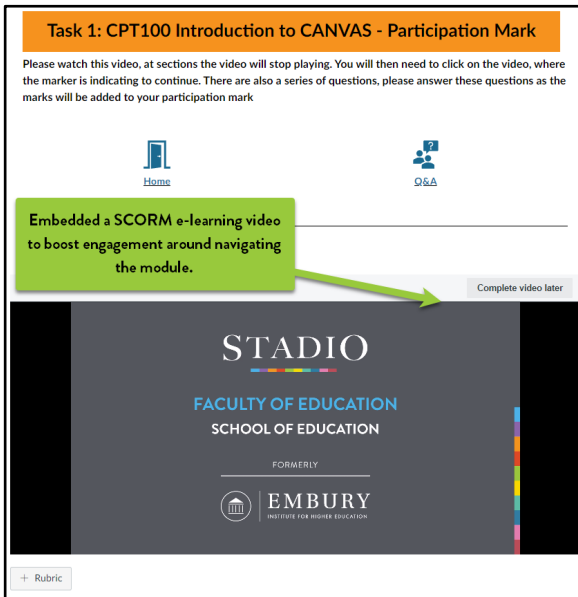 Task 1: CPT100 Introduction to CANVAS - Participation Mark
Please watch this video, at sections the video will stop playing. You will then need to click on the video, where
the marker is indicating to continue. There are also a series of questions, please answer these questions as the
marks will be added to your participation mark
Home
Q&A
Embedded a SCORM e-learning video
to boost engagement around navigating
the module.
Complete video later
STADIO
FACULTY OF EDUCATION
SCHOOL OF EDUCATION
FORMERLY
EMBURY
INSTITUTE FOR HIGHER EDUCATION
+ Rubric